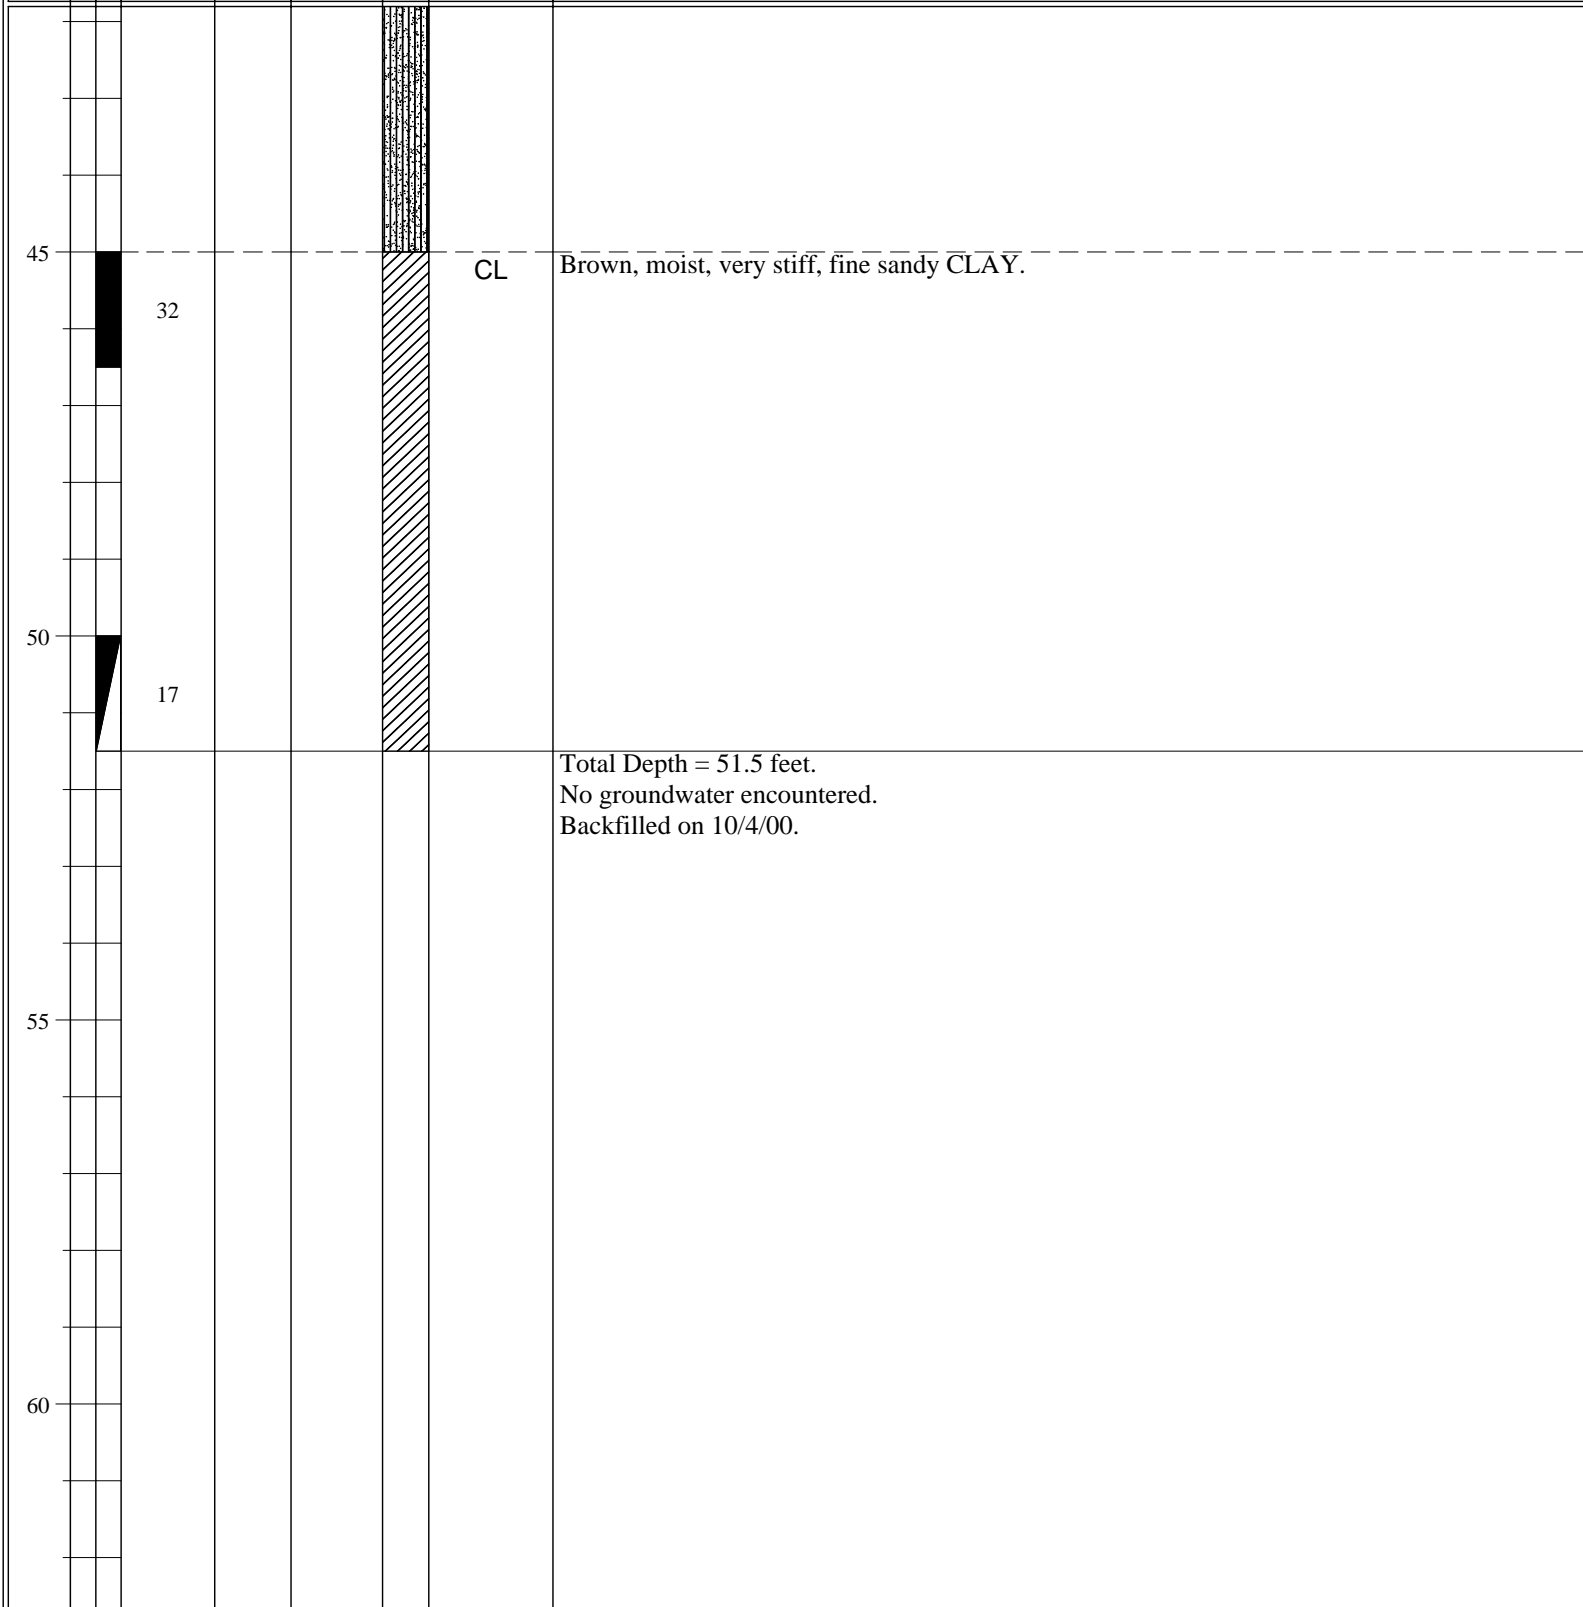 45
CL
Brown, moist, very stiff, fine sandy CLAY.
32
50
17
Total Depth = 51.5 feet.
No groundwater encountered.
Backfilled on 10/4/00.
55
60